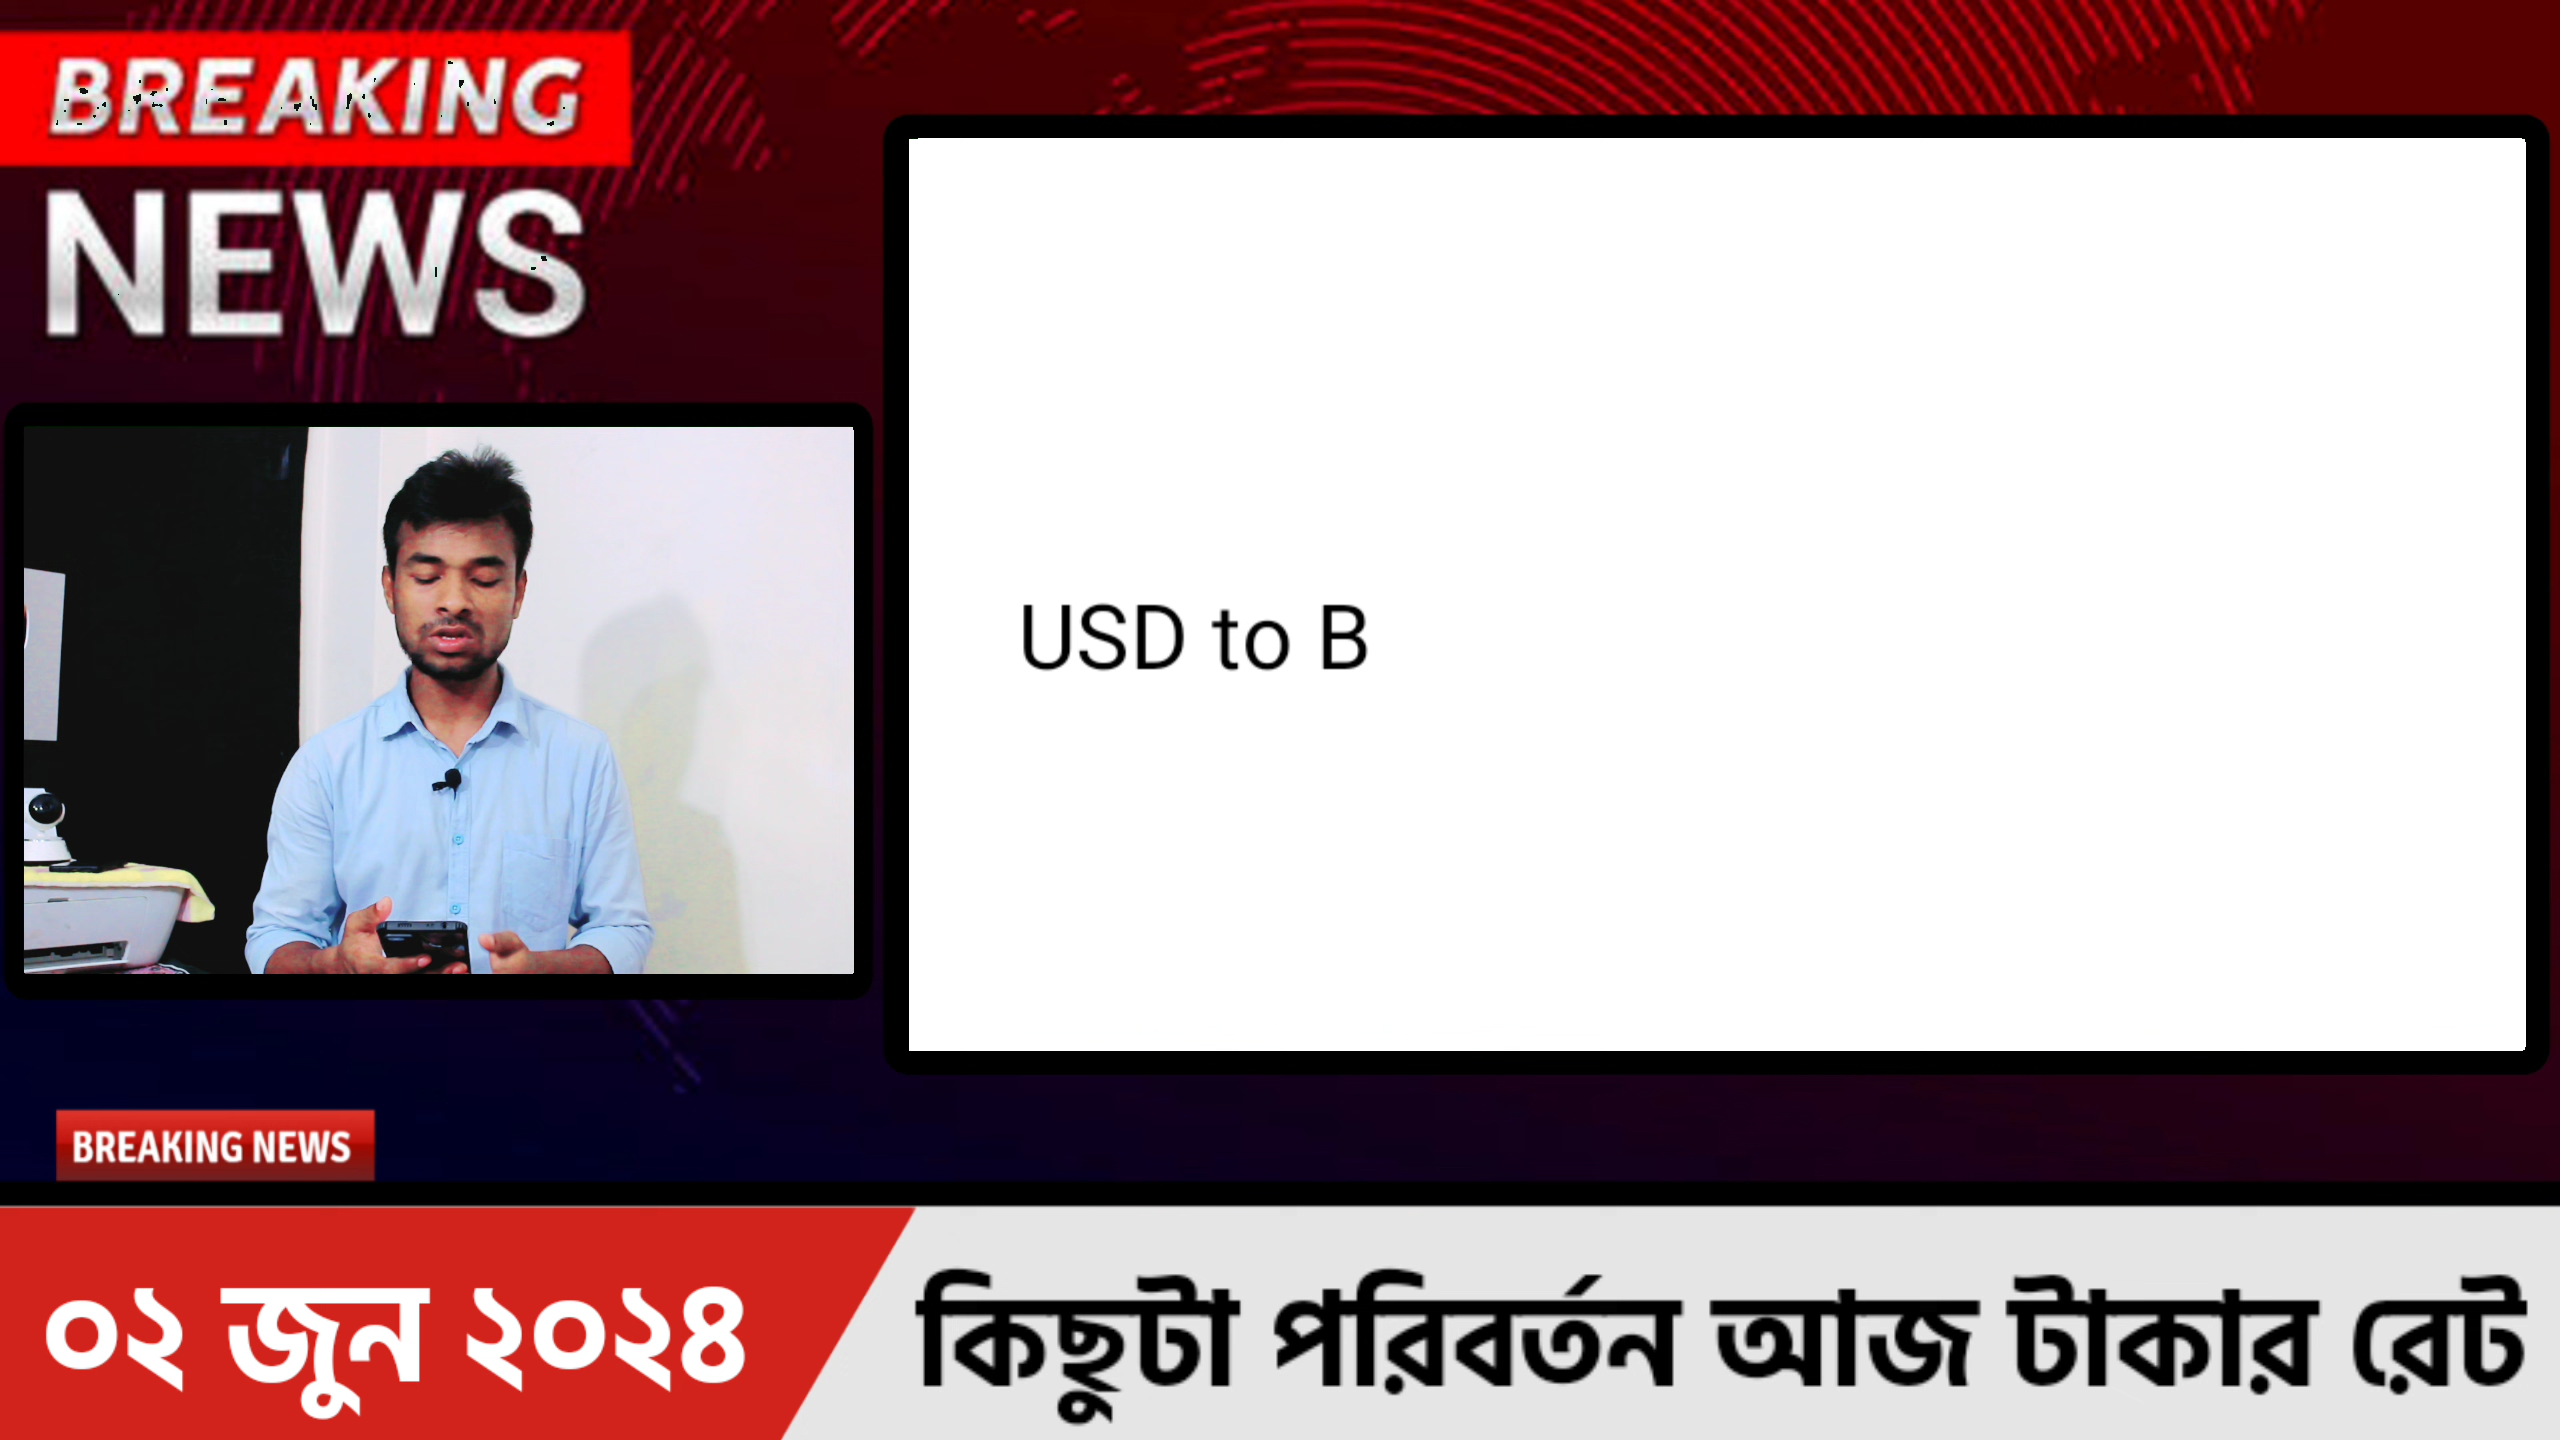 BREAKING
NEWS
USD to B
BREAKING NEWS
০২ জুন ২০২৪
কিছুটা পরিবর্তন আজ টাকার রেট